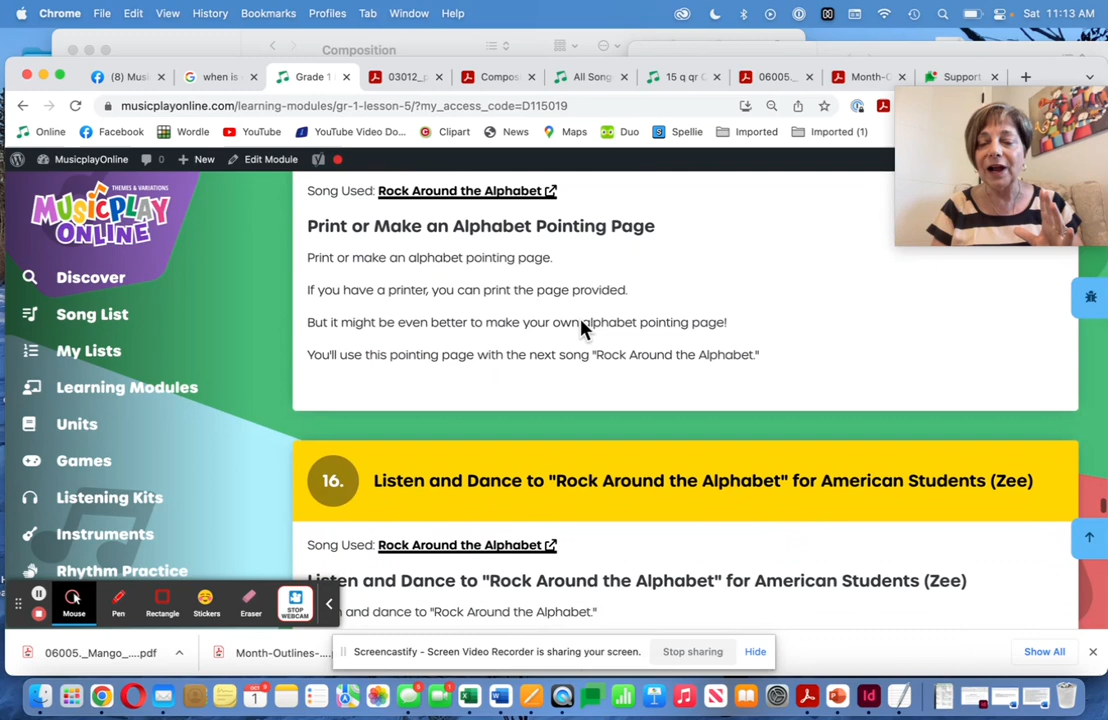 Chrome File Edit View History Bookmarks Profiles Tab Window Help Sat 11:13 AM
Composition
(8) Mus when is Grade 1 03012_ Compos All Song 15 q qr 06005. Month-C Support
musicplayonline.com/learning-modules/gr-1-lesson-5/?my_access_code=D115019
Online Facebook Wordle YouTube YouTube Video Do... Clipart News Maps Duo Spellie Imported Imported (1)
MusicplayOnline New Edit Module
THEMES & VARIATIONS
MUSICPLAY
ONLINE
Discover
Song List
My Lists
Learning Modules
Units
Games
Listening Kits
Instruments
Rhythm Practice
Song Used: Rock Around the Alphabet
Print or Make an Alphabet Pointing Page
Print or make an alphabet pointing page.
If you have a printer, you can print the page provided.
But it might be even better to make your own alphabet pointing page!
You'll use this pointing page with the next song "Rock Around the Alphabet."
16. Listen and Dance to "Rock Around the Alphabet" for American Students (Zee)
Song Used: Rock Around the Alphabet
Listen and Dance to "Rock Around the Alphabet" for American Students (Zee)
and dance to "Rock Around the Alphabet."
Mouse Pen Rectangle Stickers Eraser STOP WEBCAM
06005._Mango_....pdf Month-Outlines-... Screencastify - Screen Video Recorder is sharing your screen. Stop sharing Hide Show All